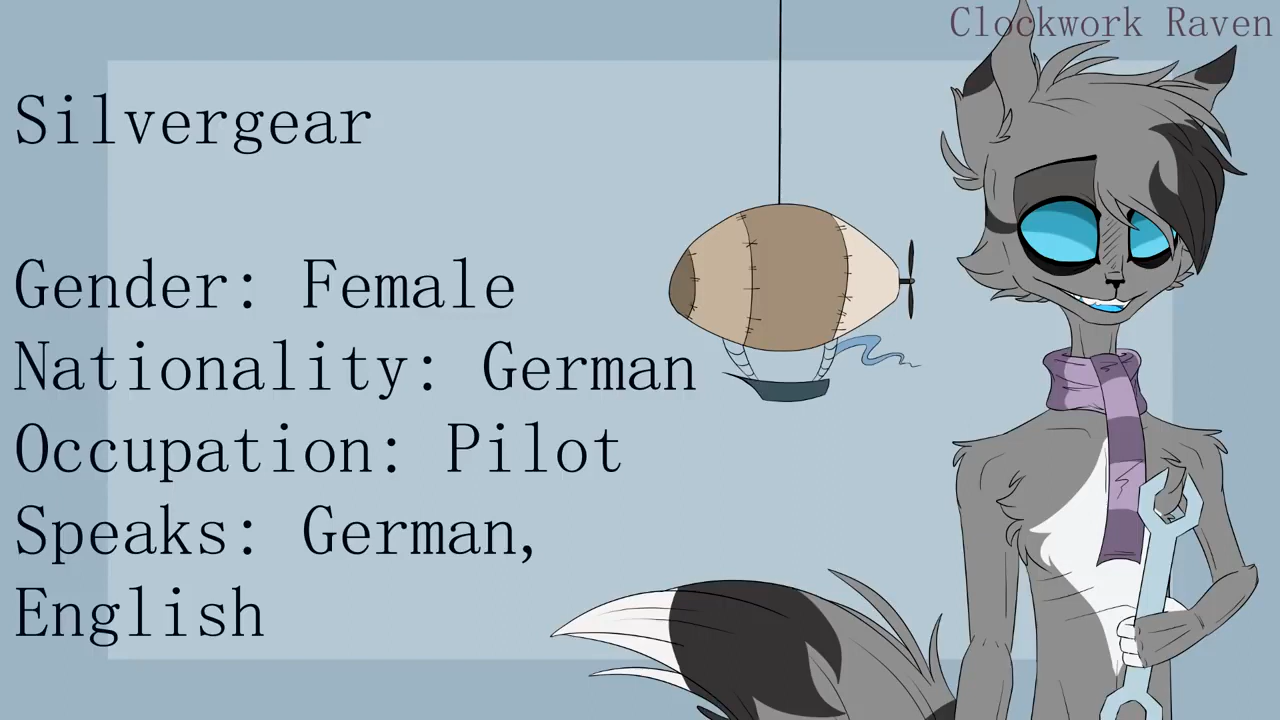 Clockwork Raven
Silvergear
Gender: Female
Nationality: German
Occupation: Pilot
Speaks: German,
English